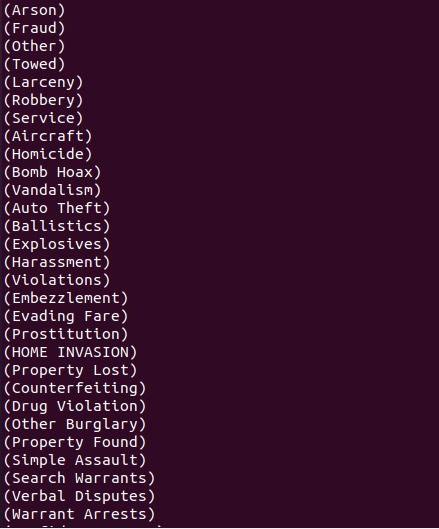 (Arson)
(Fraud)
(Other)
(Towed)
(Larceny)
(Robbery)
(Service)
(Aircraft)
(Homicide)
(Bomb Hoax)
(Vandalism)
(Auto Theft)
(Ballistics)
(Explosives)
(Harassment)
(Violations)
(Embezzlement)
(Evading Fare)
(Prostitution)
(HOME INVASION)
(Property Lost)
(Counterfeiting)
(Drug Violation)
(Other Burglary)
(Property Found)
(Simple Assault)
(Search Warrants)
(Verbal Disputes)
(Warrant Arrests)